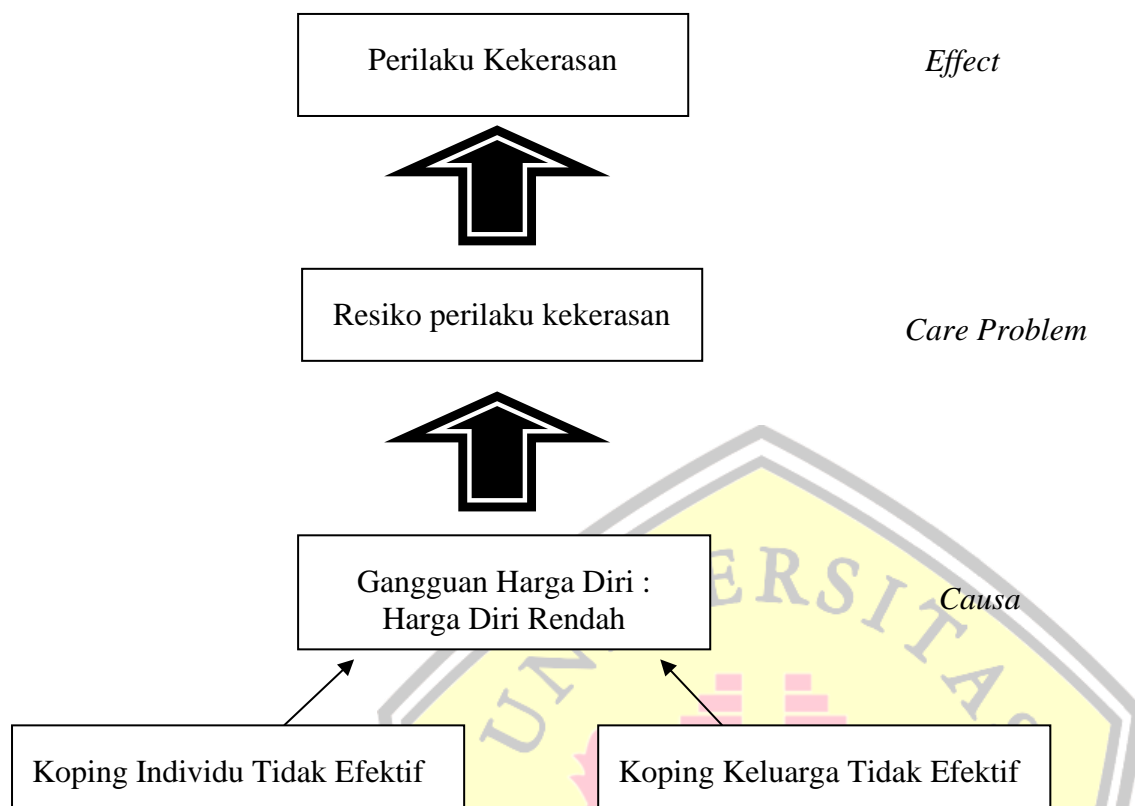 Perilaku Kekerasan
Effect
Resiko perilaku kekerasan
Care Problem
Gangguan Harga Diri :
Harga Diri Rendah
Causa
Koping Individu Tidak Efektif
Koping Keluarga Tidak Efektif